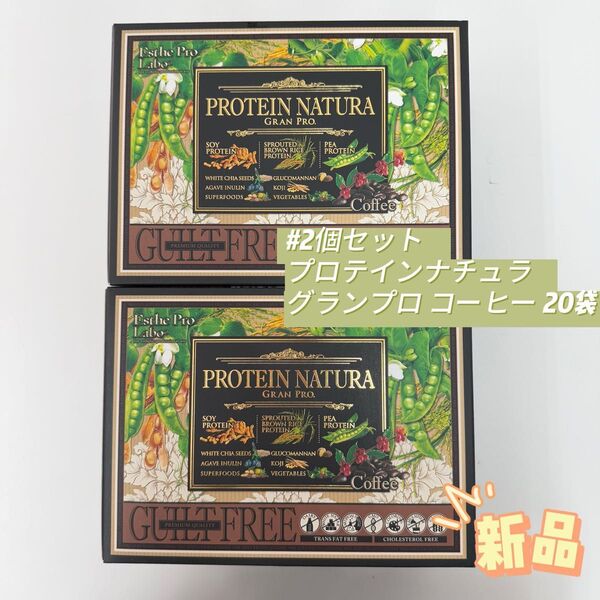 Esthe Pro
Labo
PROTEIN NATURA
GRAN PRO.
SOY
PROTEIN
SPROUTED
BROWN RICE
PROTEIN
PEA
PROTEIN
WHITE CHIA SEEDS
GLUCOMANNAN
AGAVE INULIN
KOJI
SUPERFOODS
VEGETABLES
Coffee
GUILT FREE
PREMIUM QUALITY
#2個セット
プロテインナチュラ
グランプロ コーヒー 20袋
Esthe Pro
Labo
PROTEIN NATURA
GRAN PRO.
SOY
PROTEIN
SPROUTED
BROWN RICE
PROTEIN
PEA
PROTEIN
WHITE CHIA SEEDS
GLUCOMANNAN
AGAVE INULIN
KOJI
SUPERFOODS
VEGETABLES
Coffee
GUILT FREE
PREMIUM QUALITY
TRANS FAT FREE
CHOLESTEROL FREE
新品